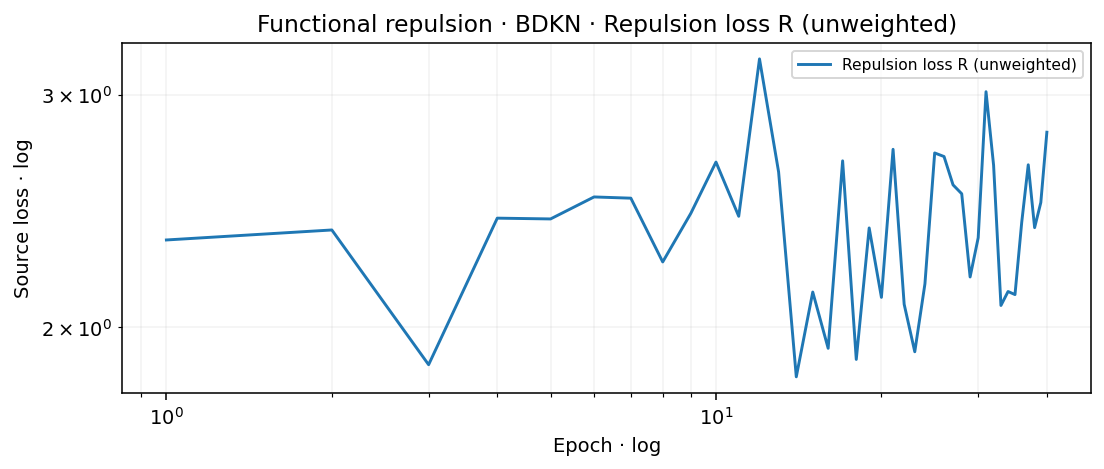 Functional repulsion · BDKN · Repulsion loss R (unweighted)
Repulsion loss R (unweighted)
3 × 10⁰
2 × 10⁰
Source loss · log
10⁰ 10¹
Epoch · log